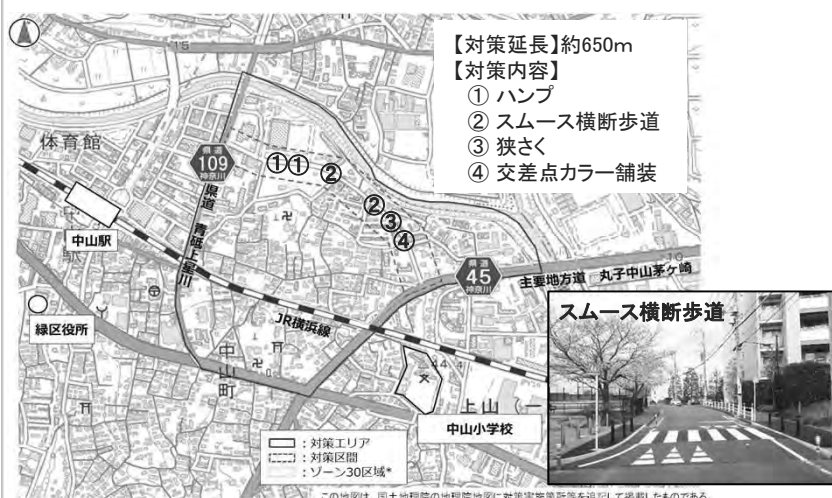 【対策延長】約650m
【対策内容】
① ハンプ
② スムース横断歩道
③ 狭さく
④ 交差点カラー舗装
15
体育館
県道
109
神奈川
①①
②
②
③
④
中山駅
県道 青砥上星川
県道
45
神奈川
主要地方道 丸子中山茅ヶ崎
JR横浜線
緑区役所
中山町
上山一
中山小学校
スムース横断歩道
:対策エリア
:対策区間
:ゾーン30区域*
この地図は、国土地理院の地理院地図に対策実施箇所等を追記して掲載したものである